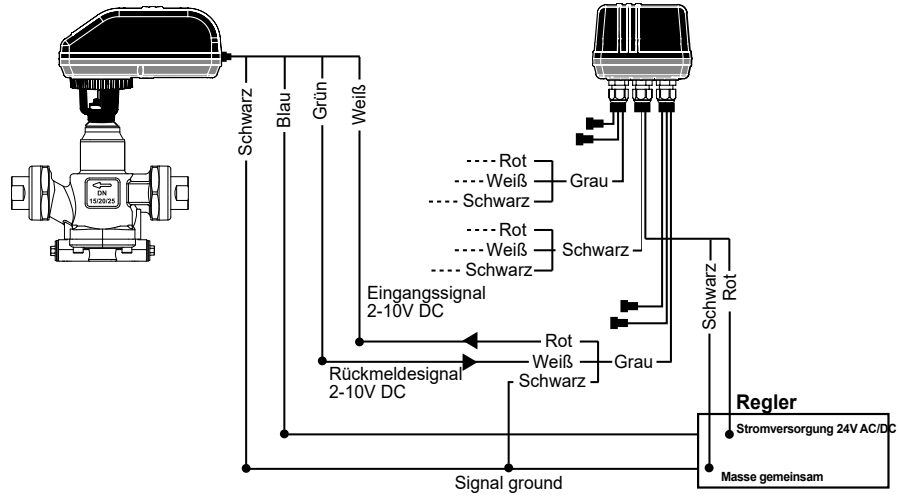 Schwarz
Blau
Grün
Weiß
DN
15/20/25
Rot
Weiß
Grau
Schwarz
Rot
Weiß
Schwarz
Schwarz
Schwarz
Rot
Eingangssignal
2-10V DC
Rot
Weiß
Grau
Schwarz
Rückmeldesignal
2-10V DC
Regler
Stromversorgung 24V AC/DC
Masse gemeinsam
Signal ground